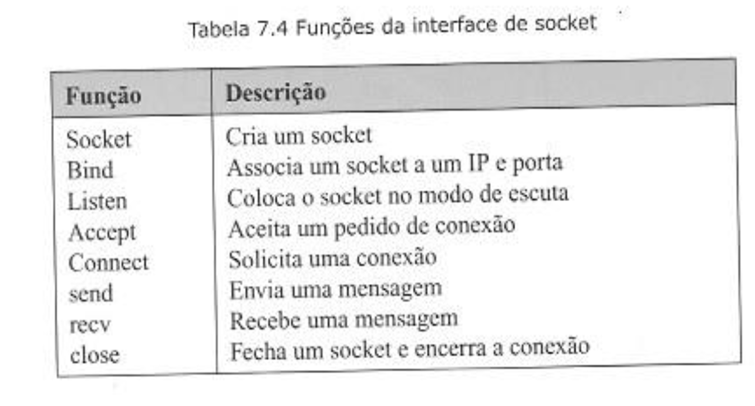 Tabela 7.4 Funções da interface de socket
Função Descrição
Socket Cria um socket
Bind Associa um socket a um IP e porta
Listen Coloca o socket no modo de escuta
Accept Aceita um pedido de conexão
Connect Solicita uma conexão
send Envia uma mensagem
recv Recebe uma mensagem
close Fecha um socket e encerra a conexão